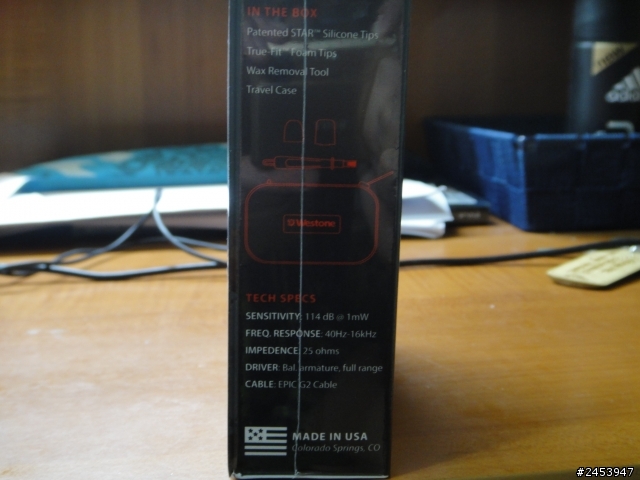 IN THE BOX
Patented STAR™ Silicone Tips
True-Fit™ Foam Tips
Wax Removal Tool
Travel Case
Westone
TECH SPECS
SENSITIVITY: 114 dB @ 1mW
FREQ. RESPONSE: 40Hz-16kHz
IMPEDENCE: 25 ohms
DRIVER: Bal. armature, full range
CABLE: EPIC G2 Cable
MADE IN USA
Colorado Springs, CO
adidas
#2453947